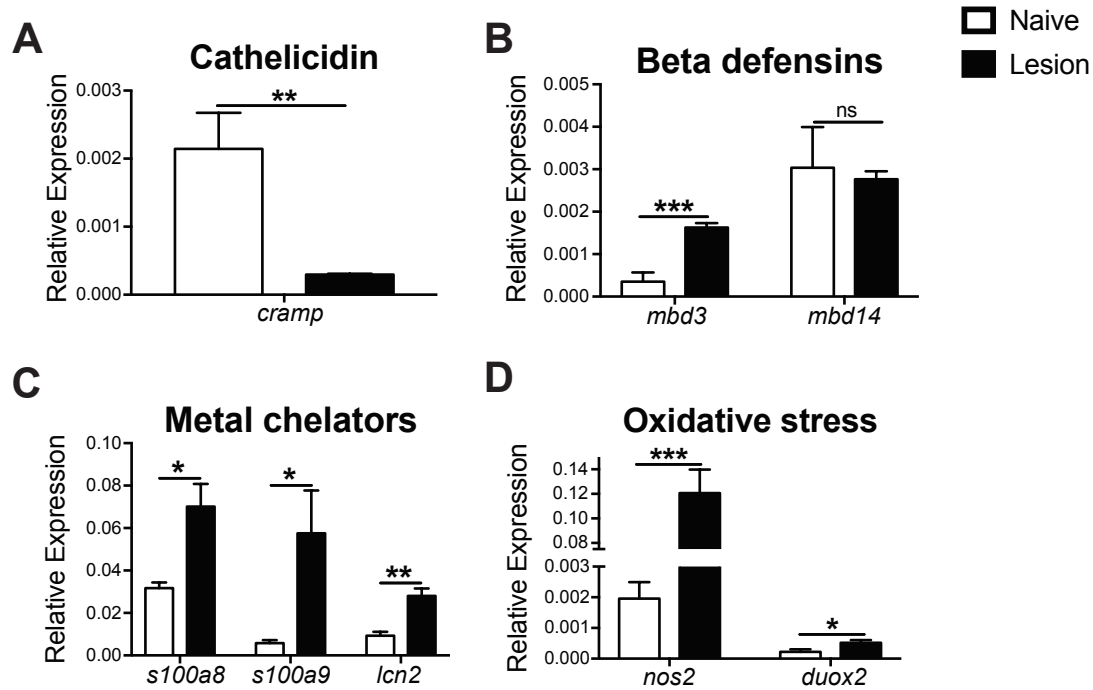 A
Cathelicidin
Relative Expression
0.003
0.002
0.001
0.000
**
cramp
B
Beta defensins
Relative Expression
0.005
0.004
0.003
0.002
0.001
0.000
***
ns
mbd3 mbd14
Naive
Lesion
C
Metal chelators
Relative Expression
0.10
0.08
0.06
0.04
0.02
0.00
* * **
s100a8 s100a9 lcn2
D
Oxidative stress
Relative Expression
0.14
0.12
0.10
0.08
0.003
0.002
0.001
0.000
***
*
nos2 duox2